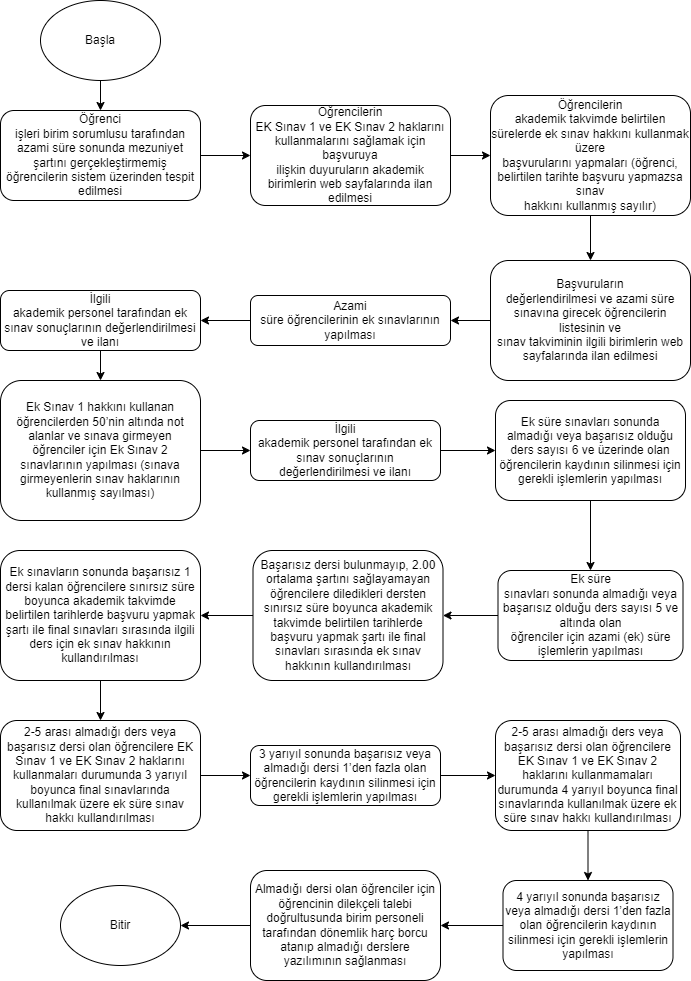 Başla
Öğrenci
işleri birim sorumlusu tarafından
azami süre sonunda mezuniyet
şartını gerçekleştirmemiş
öğrencilerin sistem üzerinden tespit
edilmesi
Öğrencilerin
EK Sınav 1 ve EK Sınav 2 haklarını
kullanmalarını sağlamak için
başvuruya
ilişkin duyuruların akademik
birimlerin web sayfalarında ilan
edilmesi
Öğrencilerin
akademik takvimde belirtilen
sürelerde ek sınav hakkını kullanmak
üzere
başvurularını yapmaları (öğrenci,
belirtilen tarihte başvuru yapmazsa
sınav
hakkını kullanmış sayılır)
Başvuruların
değerlendirilmesi ve azami süre
sınavına girecek öğrencilerin
listesinin ve
sınav takviminin ilgili birimlerin web
sayfalarında ilan edilmesi
Azami
süre öğrencilerinin ek sınavlarının
yapılması
İlgili
akademik personel tarafından ek
sınav sonuçlarının değerlendirilmesi
ve ilanı
Ek Sınav 1 hakkını kullanan
öğrencilerden 50’nin altında not
alanlar ve sınava girmeyen
öğrenciler için Ek Sınav 2
sınavlarının yapılması (sınava
girmeyenlerin sınav haklarının
kullanmış sayılması)
İlgili
akademik personel tarafından ek
sınav sonuçlarının
değerlendirilmesi ve ilanı
Ek süre sınavları sonunda
almadığı veya başarısız olduğu
ders sayısı 6 ve üzerinde olan
öğrencilerin kaydının silinmesi için
gerekli işlemlerin yapılması
Ek süre
sınavları sonunda almadığı veya
başarısız olduğu ders sayısı 5 ve
altında olan
öğrenciler için azami (ek) süre
işlemlerin yapılması
Başarısız dersi bulunmayıp, 2.00
ortalama şartını sağlayamayan
öğrencilere diledikleri dersten
sınırsız süre boyunca akademik
takvimde belirtilen tarihlerde
başvuru yapmak şartı ile final
sınavları sırasında ek sınav
hakkının kullandırılması
Ek sınavların sonunda başarısız 1
dersi kalan öğrencilere sınırsız süre
boyunca akademik takvimde
belirtilen tarihlerde başvuru yapmak
şartı ile final sınavları sırasında ilgili
ders için ek sınav hakkının
kullandırılması
2-5 arası almadığı ders veya
başarısız dersi olan öğrencilere EK
Sınav 1 ve EK Sınav 2 haklarını
kullanmaları durumunda 3 yarıyıl
boyunca final sınavlarında
kullanılmak üzere ek süre sınav
hakkı kullandırılması
3 yarıyıl sonunda başarısız veya
almadığı dersi 1’den fazla olan
öğrencilerin kaydının silinmesi için
gerekli işlemlerin yapılması
2-5 arası almadığı ders veya
başarısız dersi olan öğrencilere
EK Sınav 1 ve EK Sınav 2
haklarını kullanmamaları
durumunda 4 yarıyıl boyunca final
sınavlarında kullanılmak üzere ek
süre sınav hakkı kullandırılması
4 yarıyıl sonunda başarısız
veya almadığı dersi 1’den fazla
olan öğrencilerin kaydının
silinmesi için gerekli işlemlerin
yapılması
Almadığı dersi olan öğrenciler için
öğrencinin dilekçeli talebi
doğrultusunda birim personeli
tarafından dönemlik harç borcu
atanıp almadığı derslere
yazılımının sağlanması
Bitir